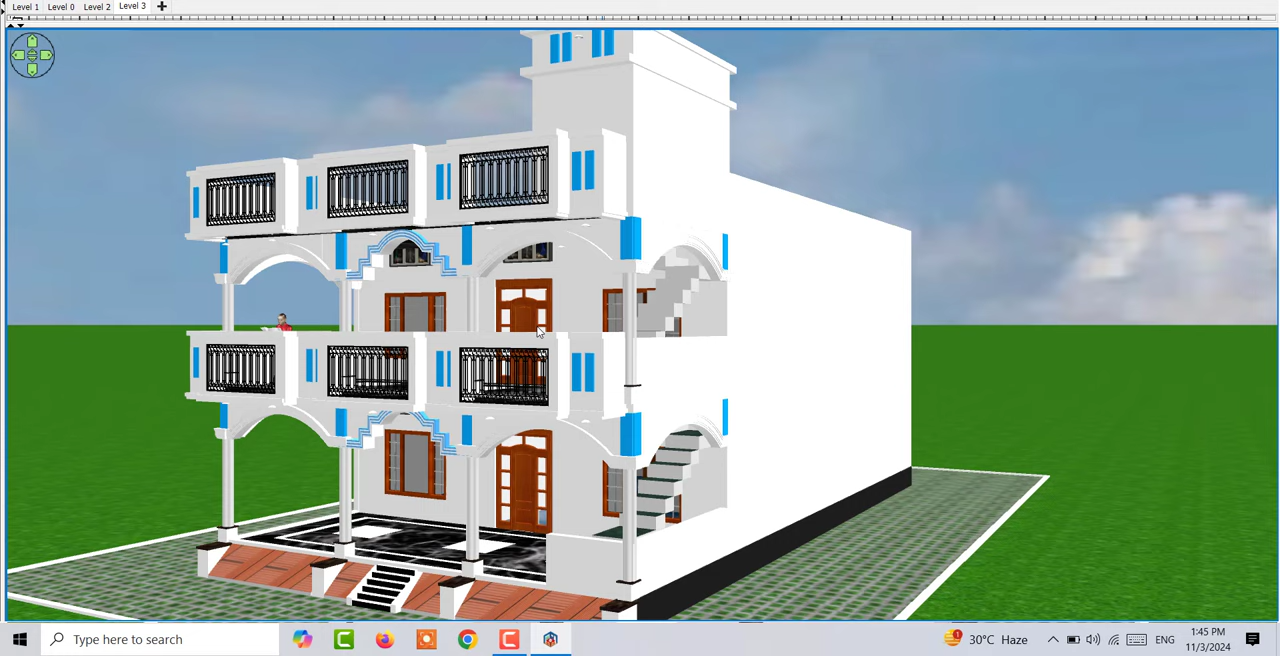 Level 1 Level 0 Level 2 Level 3
Type here to search
30°C Haze
ENG
1:45 PM
11/3/2024